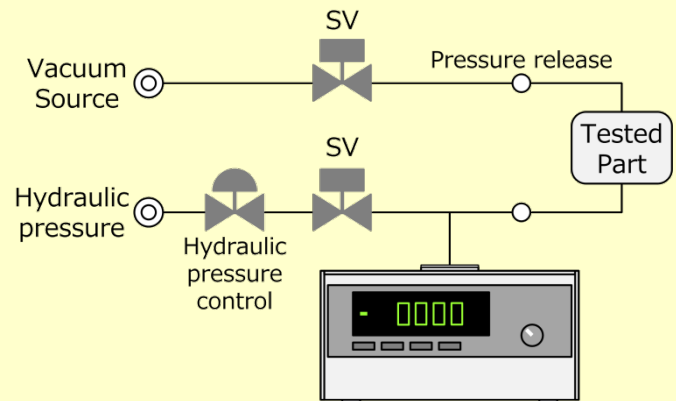 SV
Vacuum
Source
Pressure release
Tested
Part
SV
Hydraulic
pressure
Hydraulic
pressure
control
- 0000